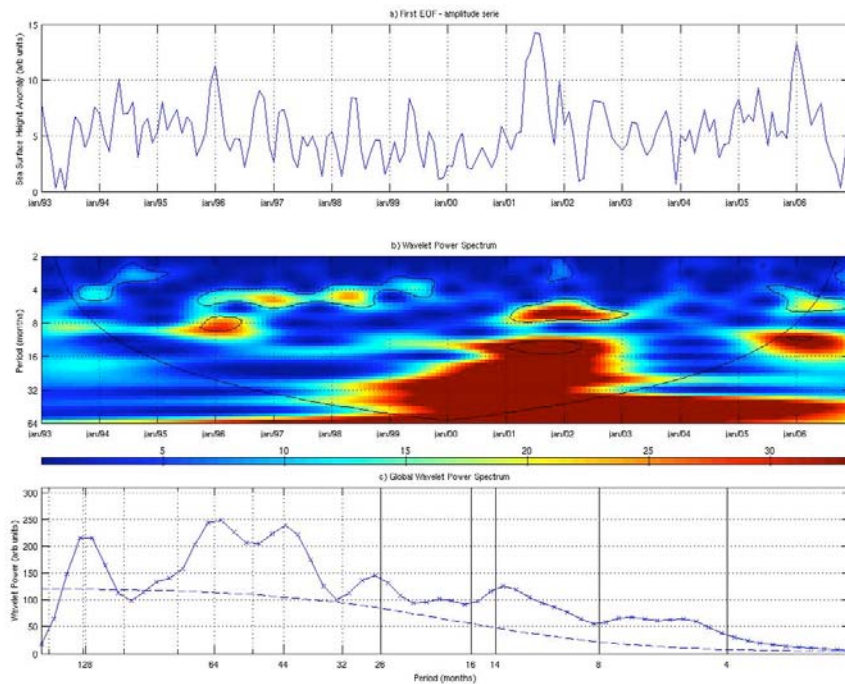 a) First EOF - amplitude serie
Sea Surface Height Anomaly (arb units)
15
10
5
0
jan/93 jan/94 jan/95 jan/96 jan/97 jan/98 jan/99 jan/00 jan/01 jan/02 jan/03 jan/04 jan/05 jan/06
b) Wavelet Power Spectrum
Period (months)
2
4
8
16
32
64
jan/93 jan/94 jan/95 jan/96 jan/97 jan/98 jan/99 jan/00 jan/01 jan/02 jan/03 jan/04 jan/05 jan/06
5 10 15 20 25 30
c) Global Wavelet Power Spectrum
Wavelet Power (arb units)
300
250
200
150
100
50
0
128 64 44 32 26 16 14 8 4
Period (months)